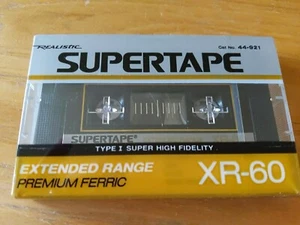 REALISTIC
Cat No. 44-921
SUPERTAPE
SUPERTAPE®
TYPE I SUPER HIGH FIDELITY
EXTENDED RANGE
PREMIUM FERRIC
XR-60